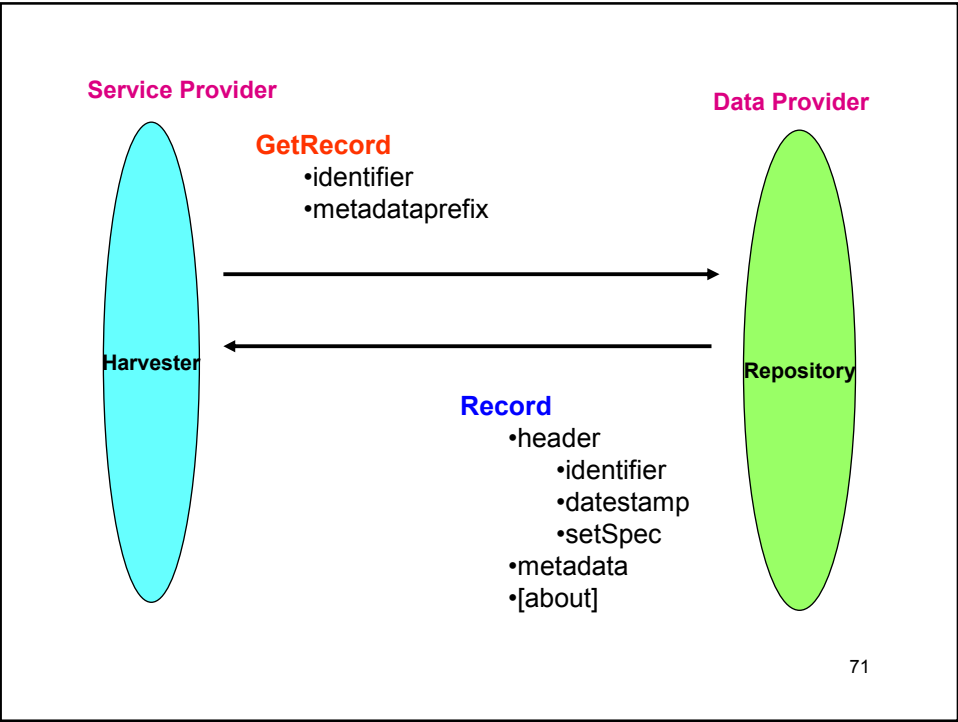 Service Provider
Data Provider
GetRecord
•identifier
•metadataprefix
Harvester
Repository
Record
•header
•identifier
•datestamp
•setSpec
•metadata
•[about]
71